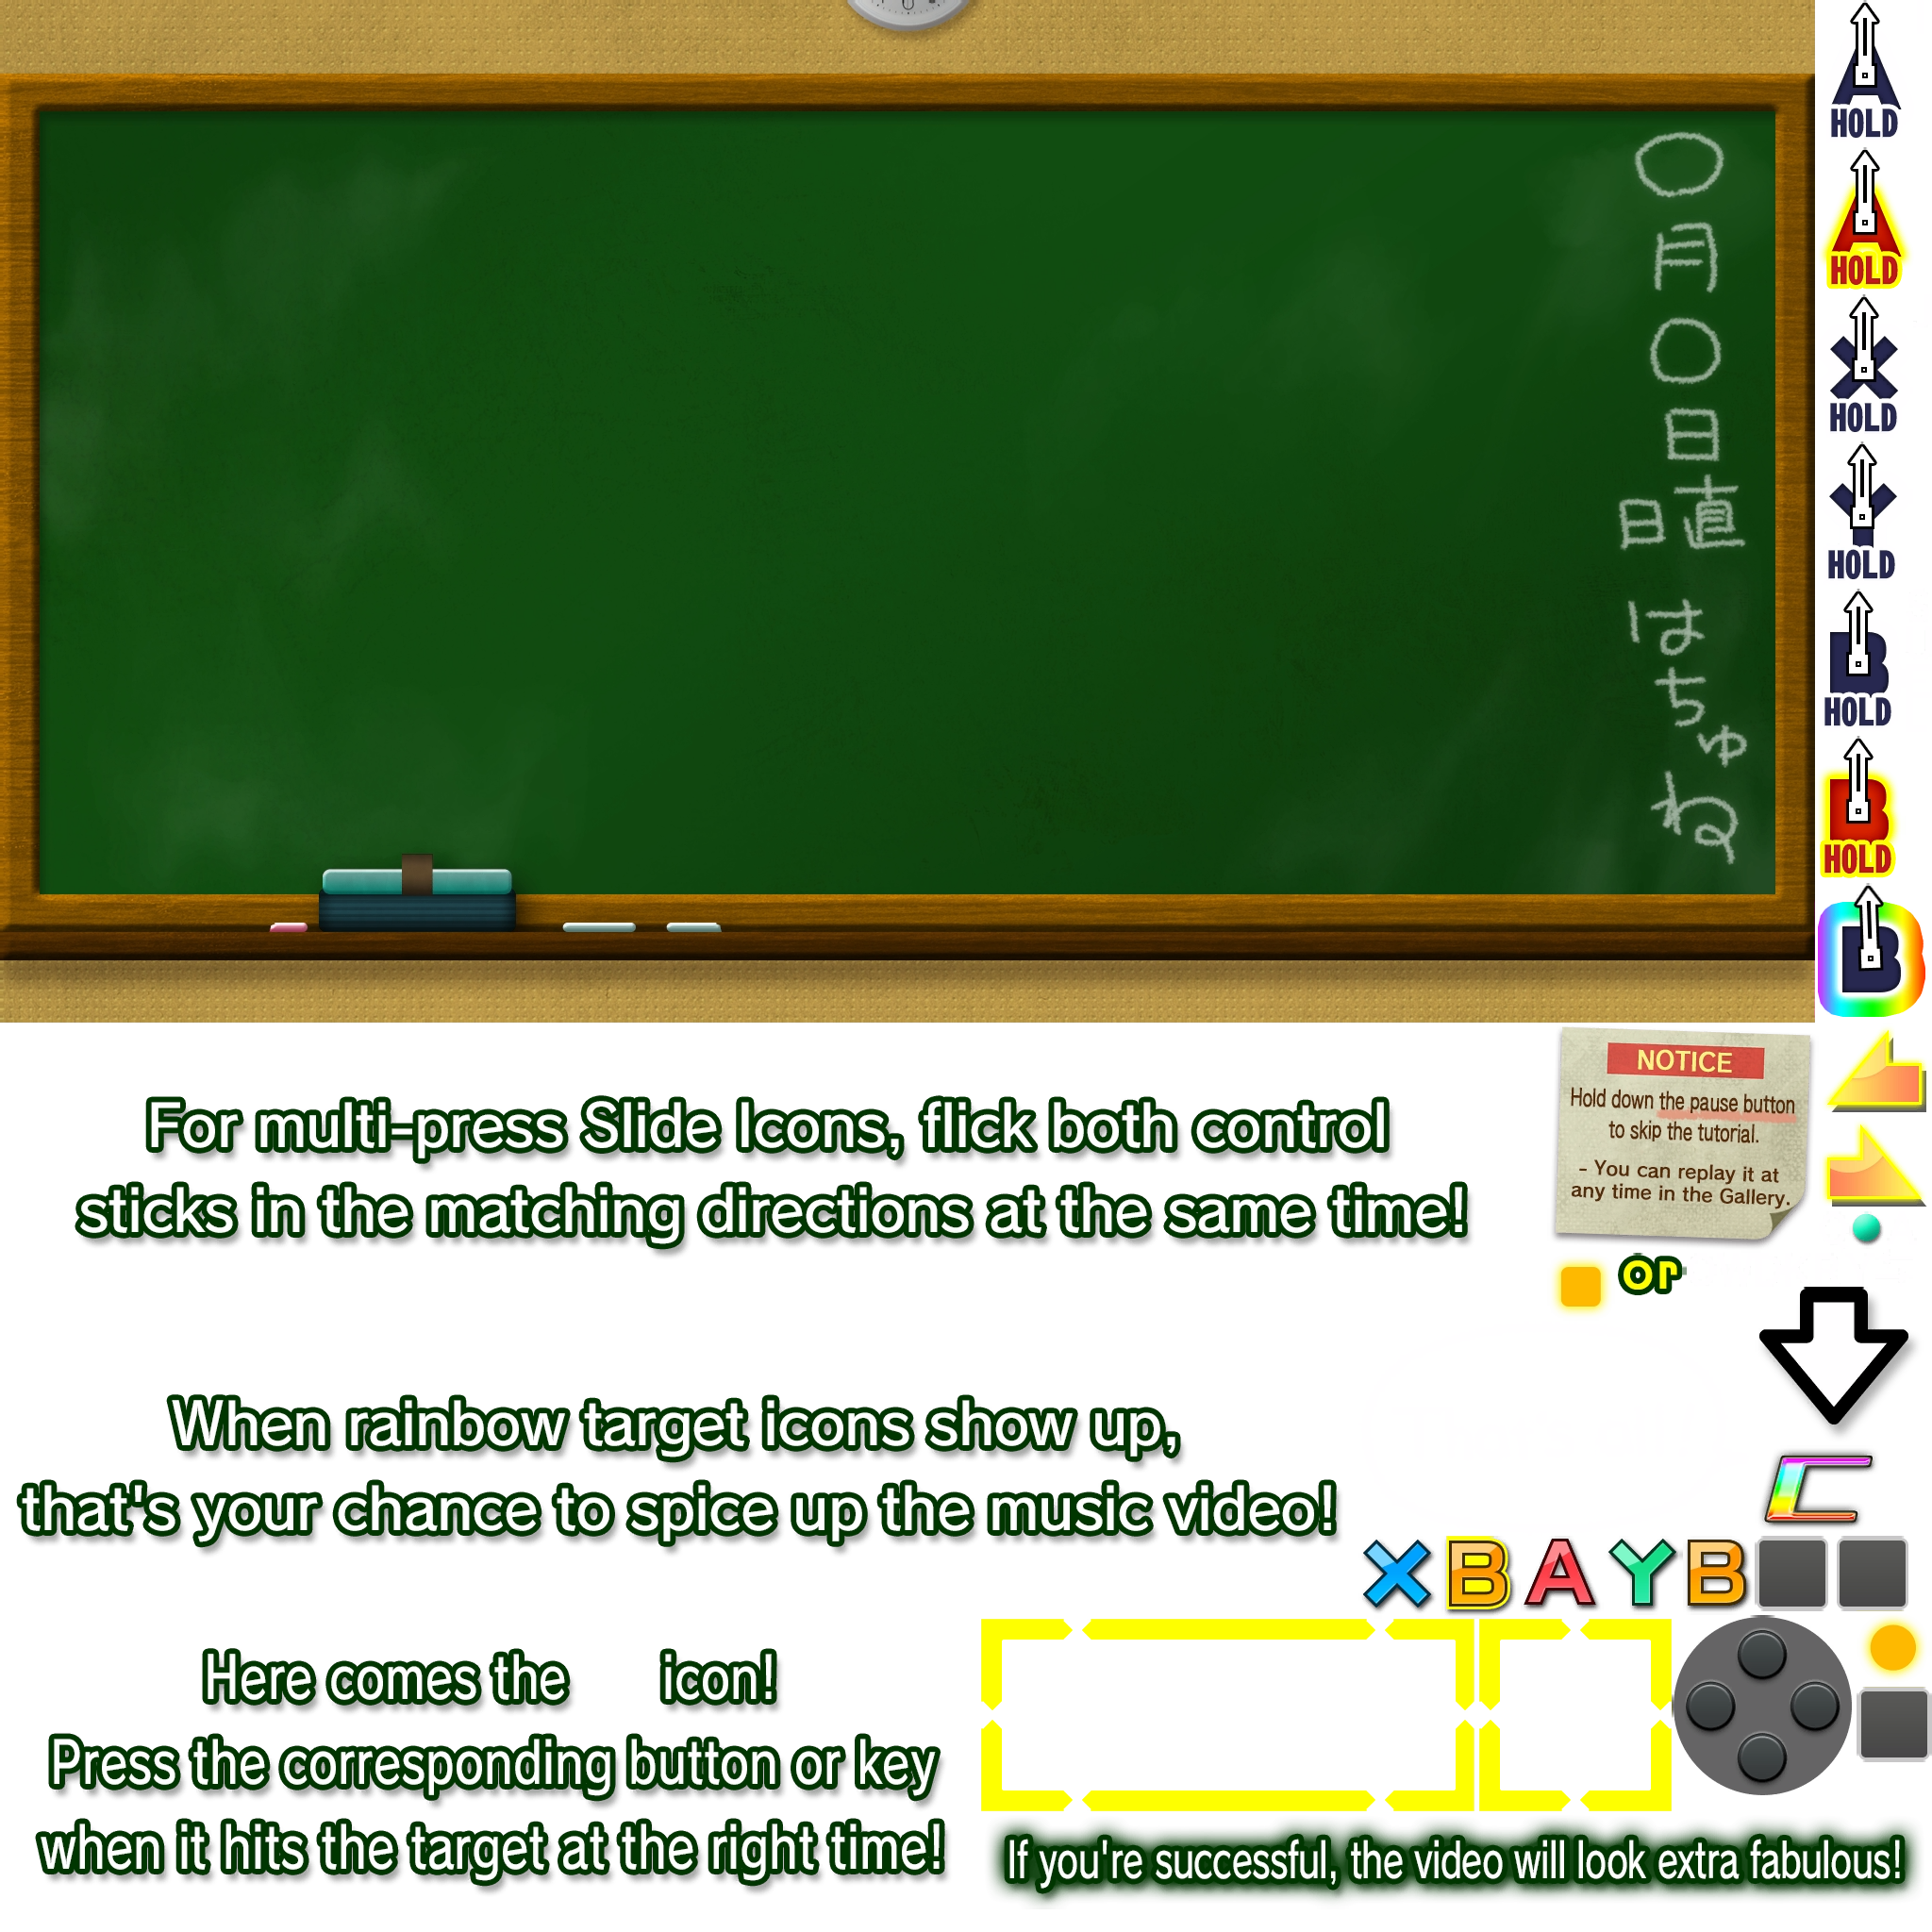 〇月〇日
日直
はちゅね
A
HOLD
A
HOLD
X
HOLD
Y
HOLD
B
HOLD
B
HOLD
B
For multi-press Slide Icons, flick both control
sticks in the matching directions at the same time!
NOTICE
Hold down the pause button
to skip the tutorial.
- You can replay it at
any time in the Gallery.
or
When rainbow target icons show up,
that's your chance to spice up the music video!
X B A Y B
Here comes the icon!
Press the corresponding button or key
when it hits the target at the right time!
If you're successful, the video will look extra fabulous!